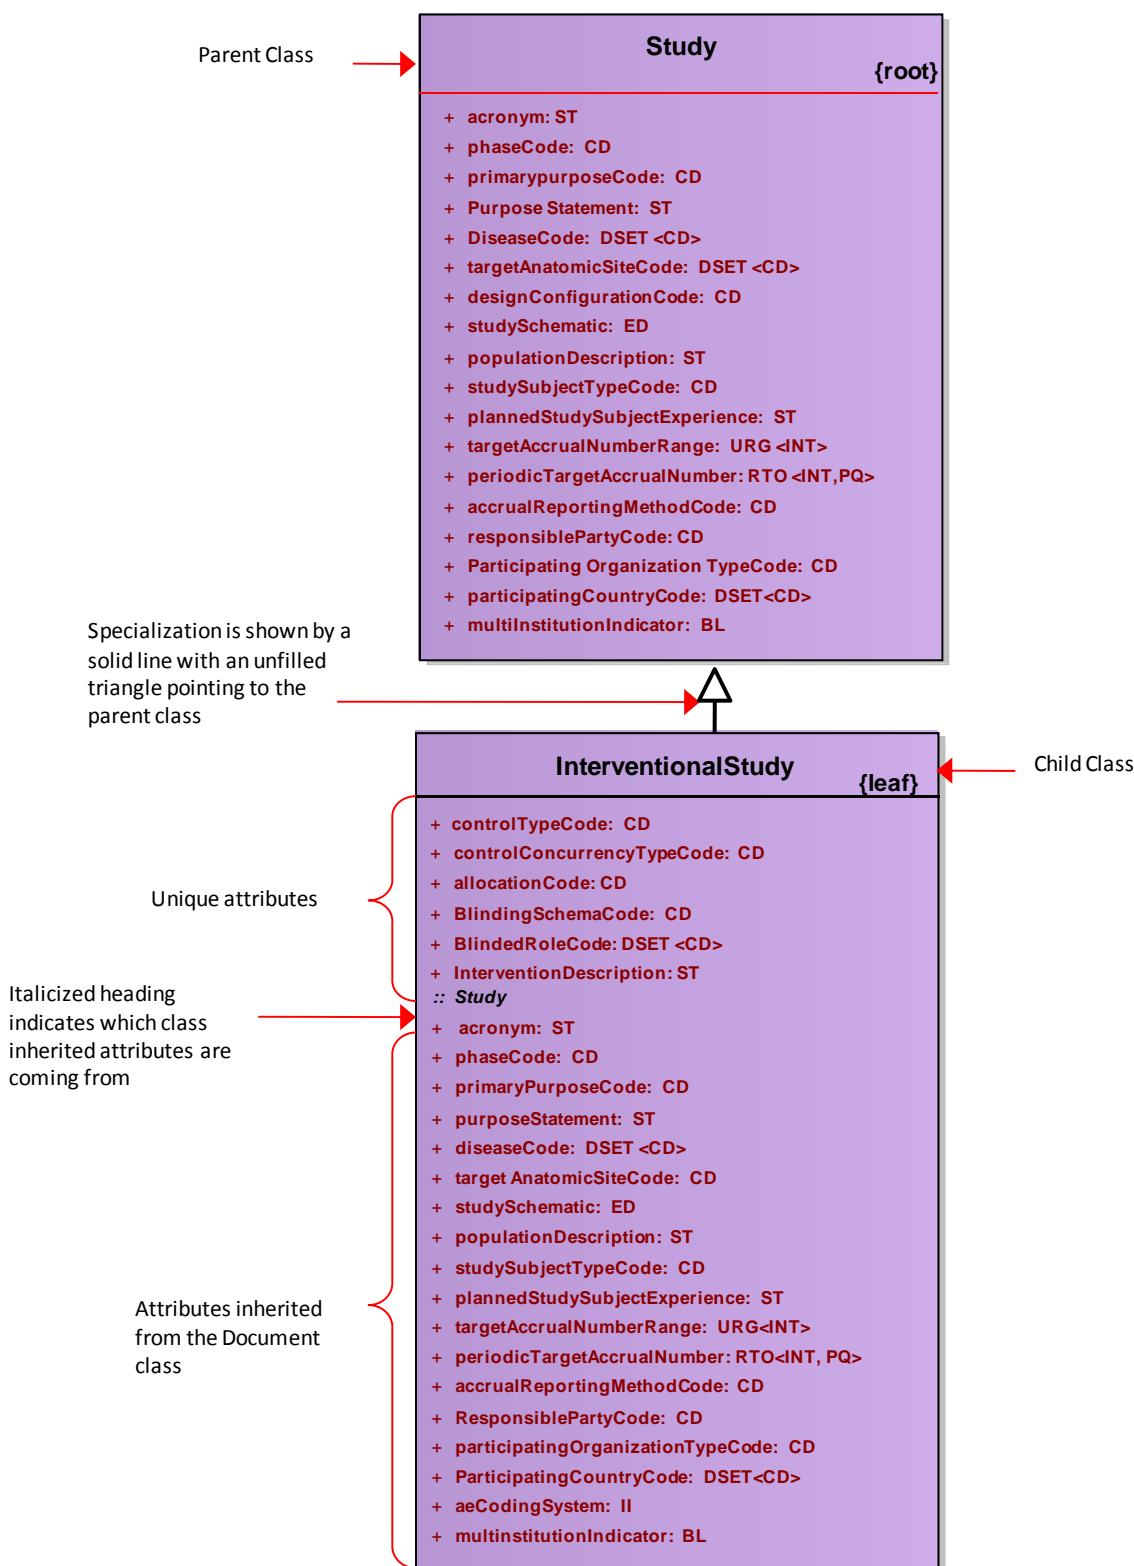 Parent Class
Study
{root}
+ acronym: ST
+ phaseCode: CD
+ primarypurposeCode: CD
+ Purpose Statement: ST
+ DiseaseCode: DSET <CD>
+ targetAnatomicSiteCode: DSET <CD>
+ designConfigurationCode: CD
+ studySchematic: ED
+ populationDescription: ST
+ studySubjectTypeCode: CD
+ plannedStudySubjectExperience: ST
+ targetAccrualNumberRange: URG <INT>
+ periodicTargetAccrualNumber: RTO <INT,PQ>
+ accrualReportingMethodCode: CD
+ responsiblePartyCode: CD
+ Participating Organization TypeCode: CD
+ participatingCountryCode: DSET<CD>
+ multiInstitutionIndicator: BL
Specialization is shown by a
solid line with an unfilled
triangle pointing to the
parent class
InterventionalStudy
{leaf}
Child Class
+ controlTypeCode: CD
+ controlConcurrencyTypeCode: CD
+ allocationCode: CD
+ BlindingSchemaCode: CD
+ BlindedRoleCode: DSET <CD>
+ InterventionDescription: ST
Unique attributes
:: Study
Italicized heading
indicates which class
inherited attributes are
coming from
+ acronym: ST
+ phaseCode: CD
+ primaryPurposeCode: CD
+ purposeStatement: ST
+ diseaseCode: DSET <CD>
+ target AnatomicSiteCode: CD
+ studySchematic: ED
+ populationDescription: ST
+ studySubjectTypeCode: CD
+ plannedStudySubjectExperience: ST
+ targetAccrualNumberRange: URG<INT>
+ periodicTargetAccrualNumber: RTO<INT, PQ>
+ accrualReportingMethodCode: CD
+ ResponsiblePartyCode: CD
+ participatingOrganizationTypeCode: CD
+ ParticipatingCountryCode: DSET<CD>
+ aeCodingSystem: II
+ multinstitutionIndicator: BL
Attributes inherited
from the Document
class